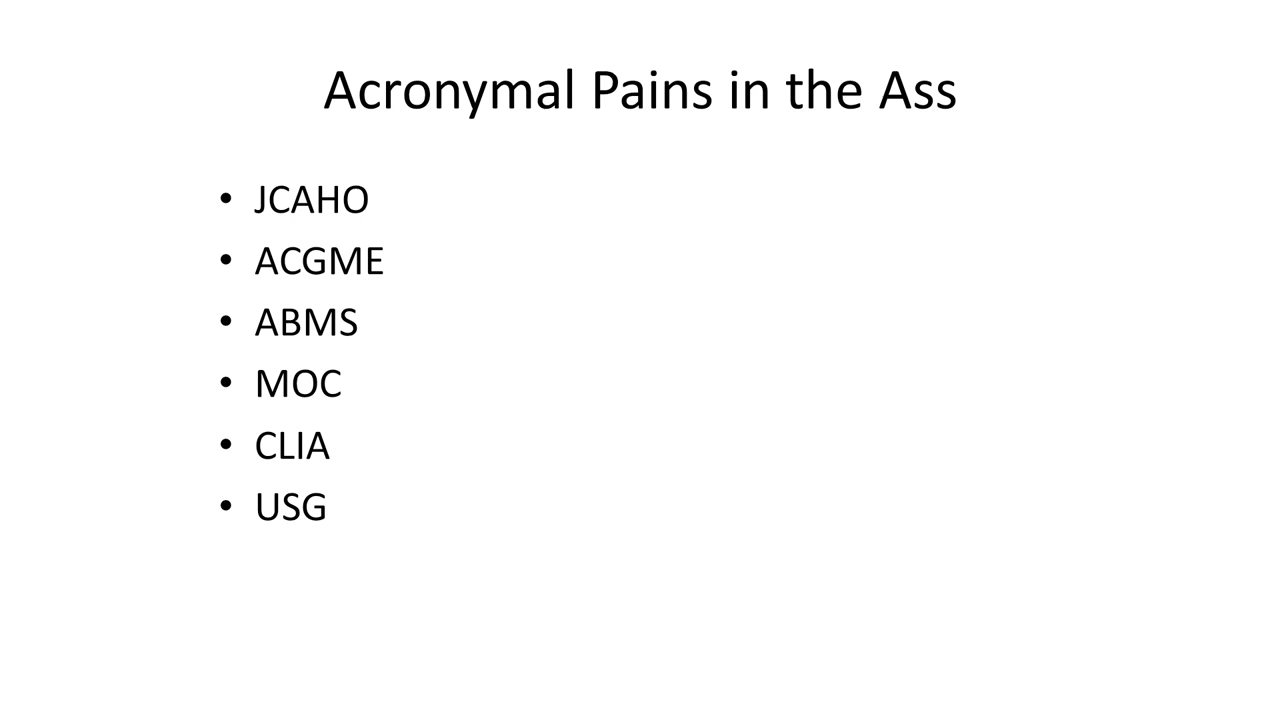 Acronymal Pains in the Ass
• JCAHO
• ACGME
• ABMS
• MOC
• CLIA
• USG